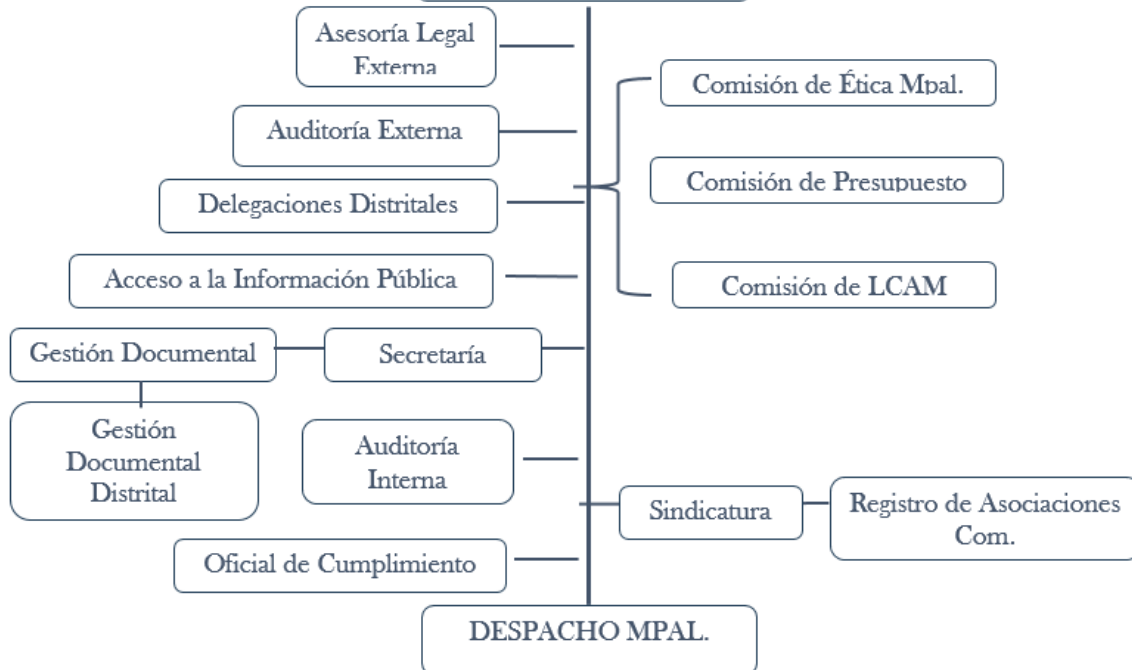 Asesoría Legal
Externa
Comisión de Ética Mpal.
Auditoría Externa
Comisión de Presupuesto
Delegaciones Distritales
Acceso a la Información Pública
Comisión de LCAM
Gestión Documental
Secretaría
Gestión
Documental
Distrital
Auditoría
Interna
Sindicatura
Registro de Asociaciones
Com.
Oficial de Cumplimiento
DESPACHO MPAL.